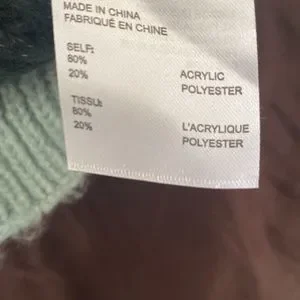 MADE IN CHINA
FABRIQUÉ EN CHINE
SELF:
80%
20% ACRYLIC
POLYESTER
TISSU:
80%
20% L'ACRYLIQUE
POLYESTER